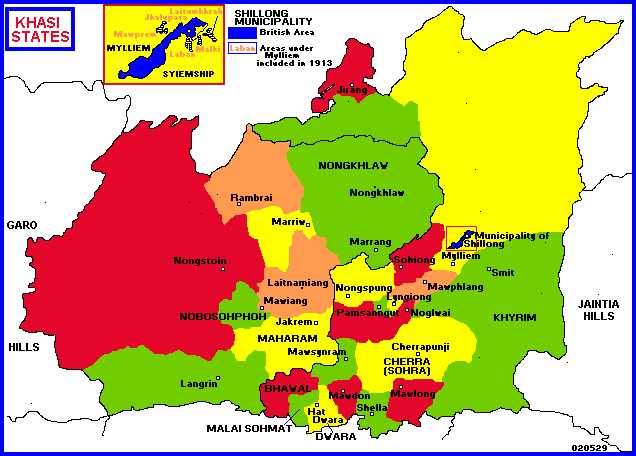 KHASI
STATES
Laitumkhrah
Jhalupara
Mawprem
MYLLIEM
Malki
Laban
SYIEMSHIP
SHILLONG
MUNICIPALITY
British Area
Laban
Areas under
Mylliem
included in 1913
Jirang
NONGKHLAW
Nongkhlaw
Rambrai
Marriw
Marrang
GARO
HILLS
Municipality of
Shillong
Mylliem
Sohiong
Nongstoin
Smit
Laitnamiang
Nongspung
Mawphlang
Mawiang
Lyngiong
NOBOSOHPHOH
Pamsanngut
Noglwai
KHYRIM
JAINTIA
HILLS
Jakrem
MAHARAM
Mawsynram
Cherrapunji
CHERRA
(SOHRA)
Langrin
BHAWAL
Mawdon
Mawlong
Hat
Dwara
Shella
MALAI SOHMAT
DWARA
020529